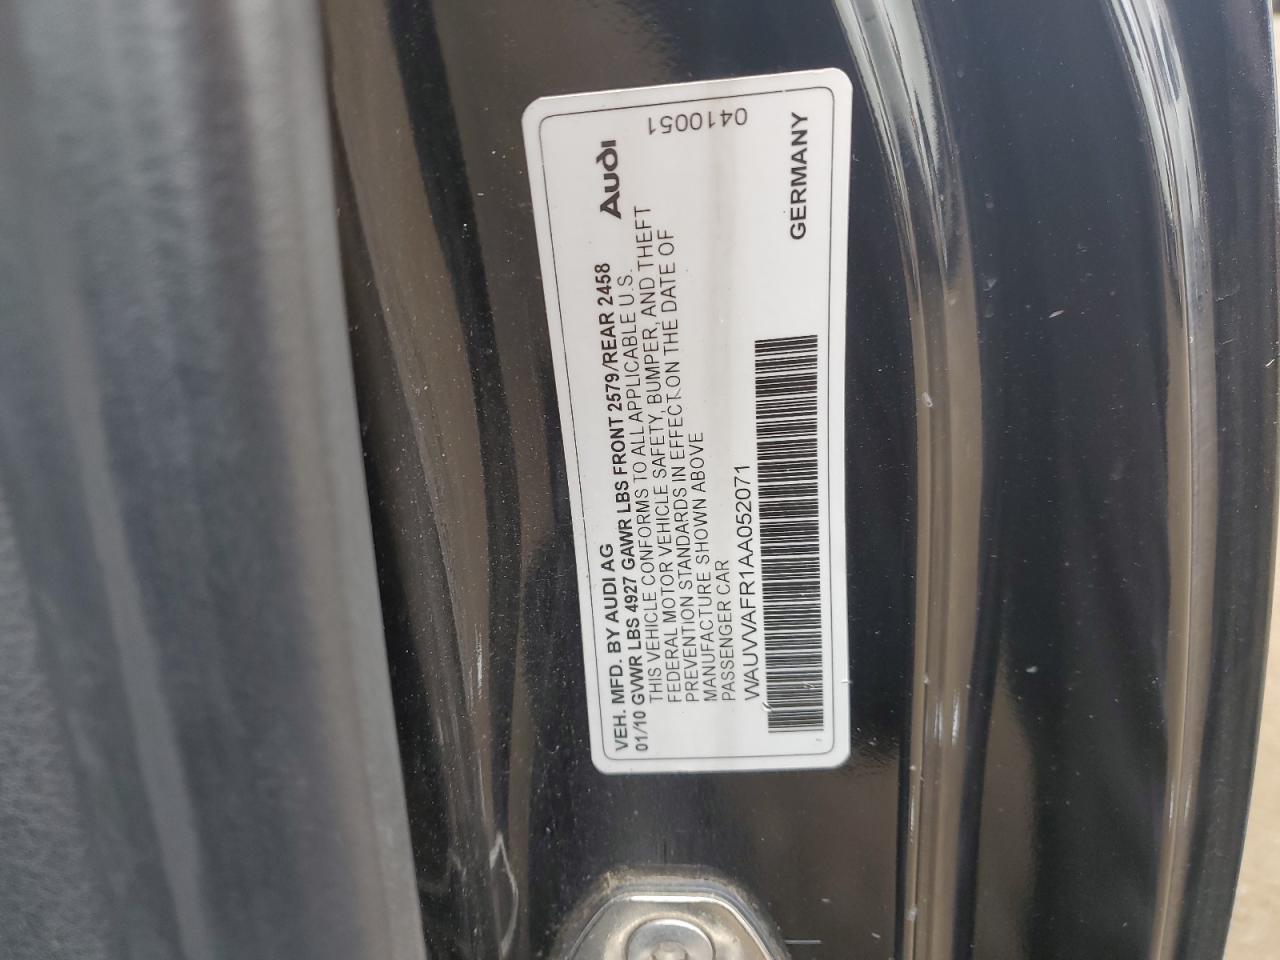 VEH. MFD. BY AUDI AG
AUDI
01/10 GVWR LBS 4927 GAWR LBS FRONT 2579/REAR 2458
THIS VEHICLE CONFORMS TO ALL APPLICABLE U.S.
FEDERAL MOTOR VEHICLE SAFETY, BUMPER, AND THEFT
PREVENTION STANDARDS IN EFFECT ON THE DATE OF
MANUFACTURE SHOWN ABOVE
PASSENGER CAR
WAUVVAFR1AA052071
0410051
GERMANY